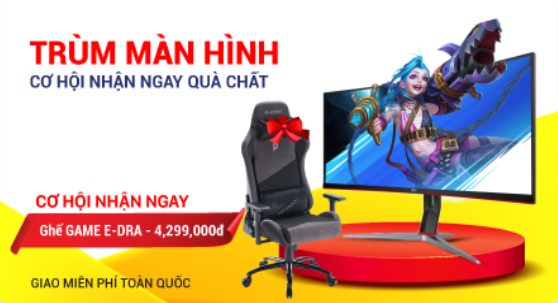 TRÙM MÀN HÌNH
CƠ HỘI NHẬN NGAY QUÀ CHẤT
CƠ HỘI NHẬN NGAY
Ghế GAME E-DRA - 4,299,000đ
GIAO MIỄN PHÍ TOÀN QUỐC